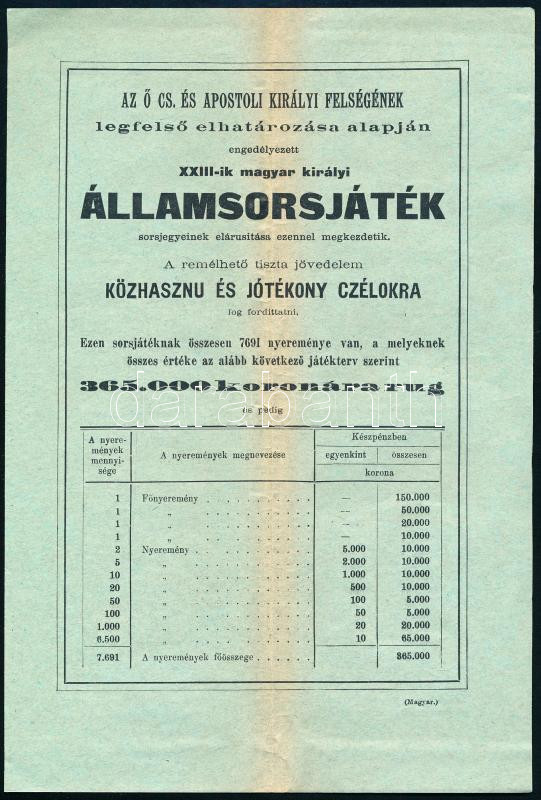 AZ Ő CS. ÉS APOSTOLI KIRÁLYI FELSÉGÉNEK
legfelső elhatározása alapján
engedélyezett
XXIII-ik magyar királyi
ÁLLAMSORSJÁTÉK
sorsjegyeinek elárusitása ezennel megkezdetik.
A remélhető tiszta jövedelem
KÖZHASZNU ÉS JÓTÉKONY CZÉLOKRA
fog fordittatni.
Ezen sorsjátéknak összesen 7691 nyereménye van, a melyeknek
összes értéke az alább következő játékterv szerint
365.000 koronára rug
és pedig
darabanth
A nyeremények mennyisége | A nyeremények megnevezése | Készpénzben
egyenkint | összesen
korona
1 Főnyeremény — 150.000
1 „ — 50.000
1 „ — 20.000
1 „ — 10.000
2 Nyeremény 5.000 10.000
5 „ 2.000 10.000
10 „ 1.000 10.000
20 „ 500 10.000
50 „ 100 5.000
100 „ 50 5.000
1.000 „ 20 20.000
6.500 „ 10 65.000
7.691 A nyeremények főösszege 365.000
(Magyar.)